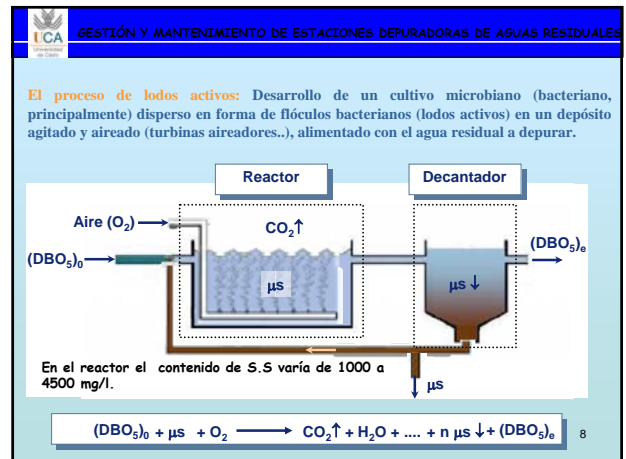 UCA
Universidad
de Cádiz
GESTIÓN Y MANTENIMIENTO DE ESTACIONES DEPURADORAS DE AGUAS RESIDUALES
El proceso de lodos activos: Desarrollo de un cultivo microbiano (bacteriano,
principalmente) disperso en forma de flóculos bacterianos (lodos activos) en un depósito
agitado y aireado (turbinas aireadores..), alimentado con el agua residual a depurar.
Reactor
Decantador
Aire (O₂)
CO₂↑
(DBO₅)₀
(DBO₅)ₑ
μs
μs ↓
En el reactor el contenido de S.S varía de 1000 a
4500 mg/l.
μs
(DBO₅)₀ + μs + O₂ ⟶ CO₂↑ + H₂O + .... + n μs ↓ + (DBO₅)ₑ
8